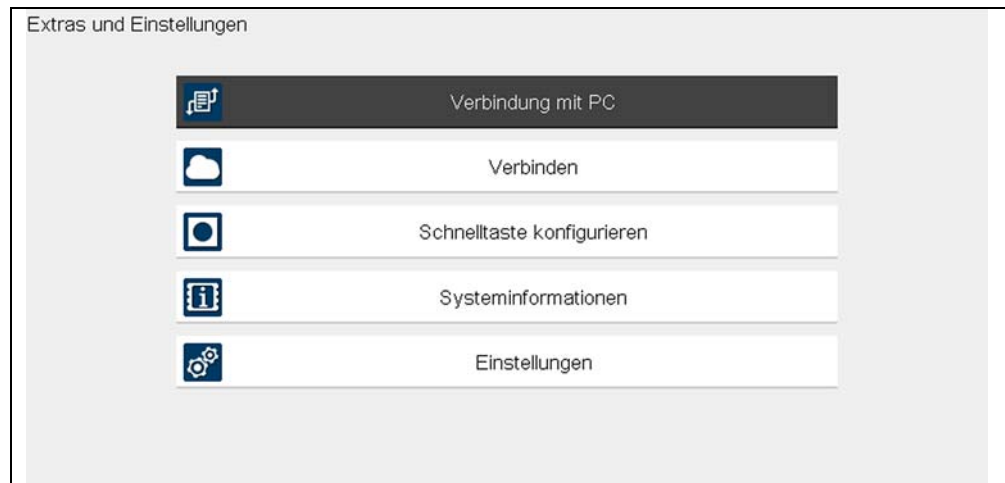 Extras und Einstellungen
Verbindung mit PC
Verbinden
Schnelltaste konfigurieren
Systeminformationen
Einstellungen